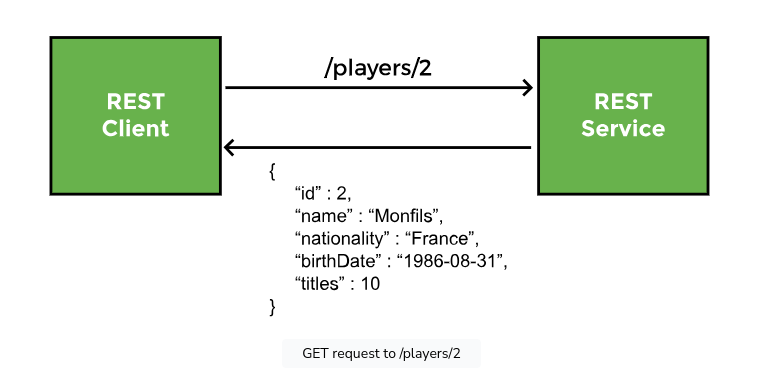 /players/2
REST
Client
REST
Service
{
“id” : 2,
“name” : “Monfils”,
“nationality” : “France”,
“birthDate” : “1986-08-31”,
“titles” : 10
}
GET request to /players/2